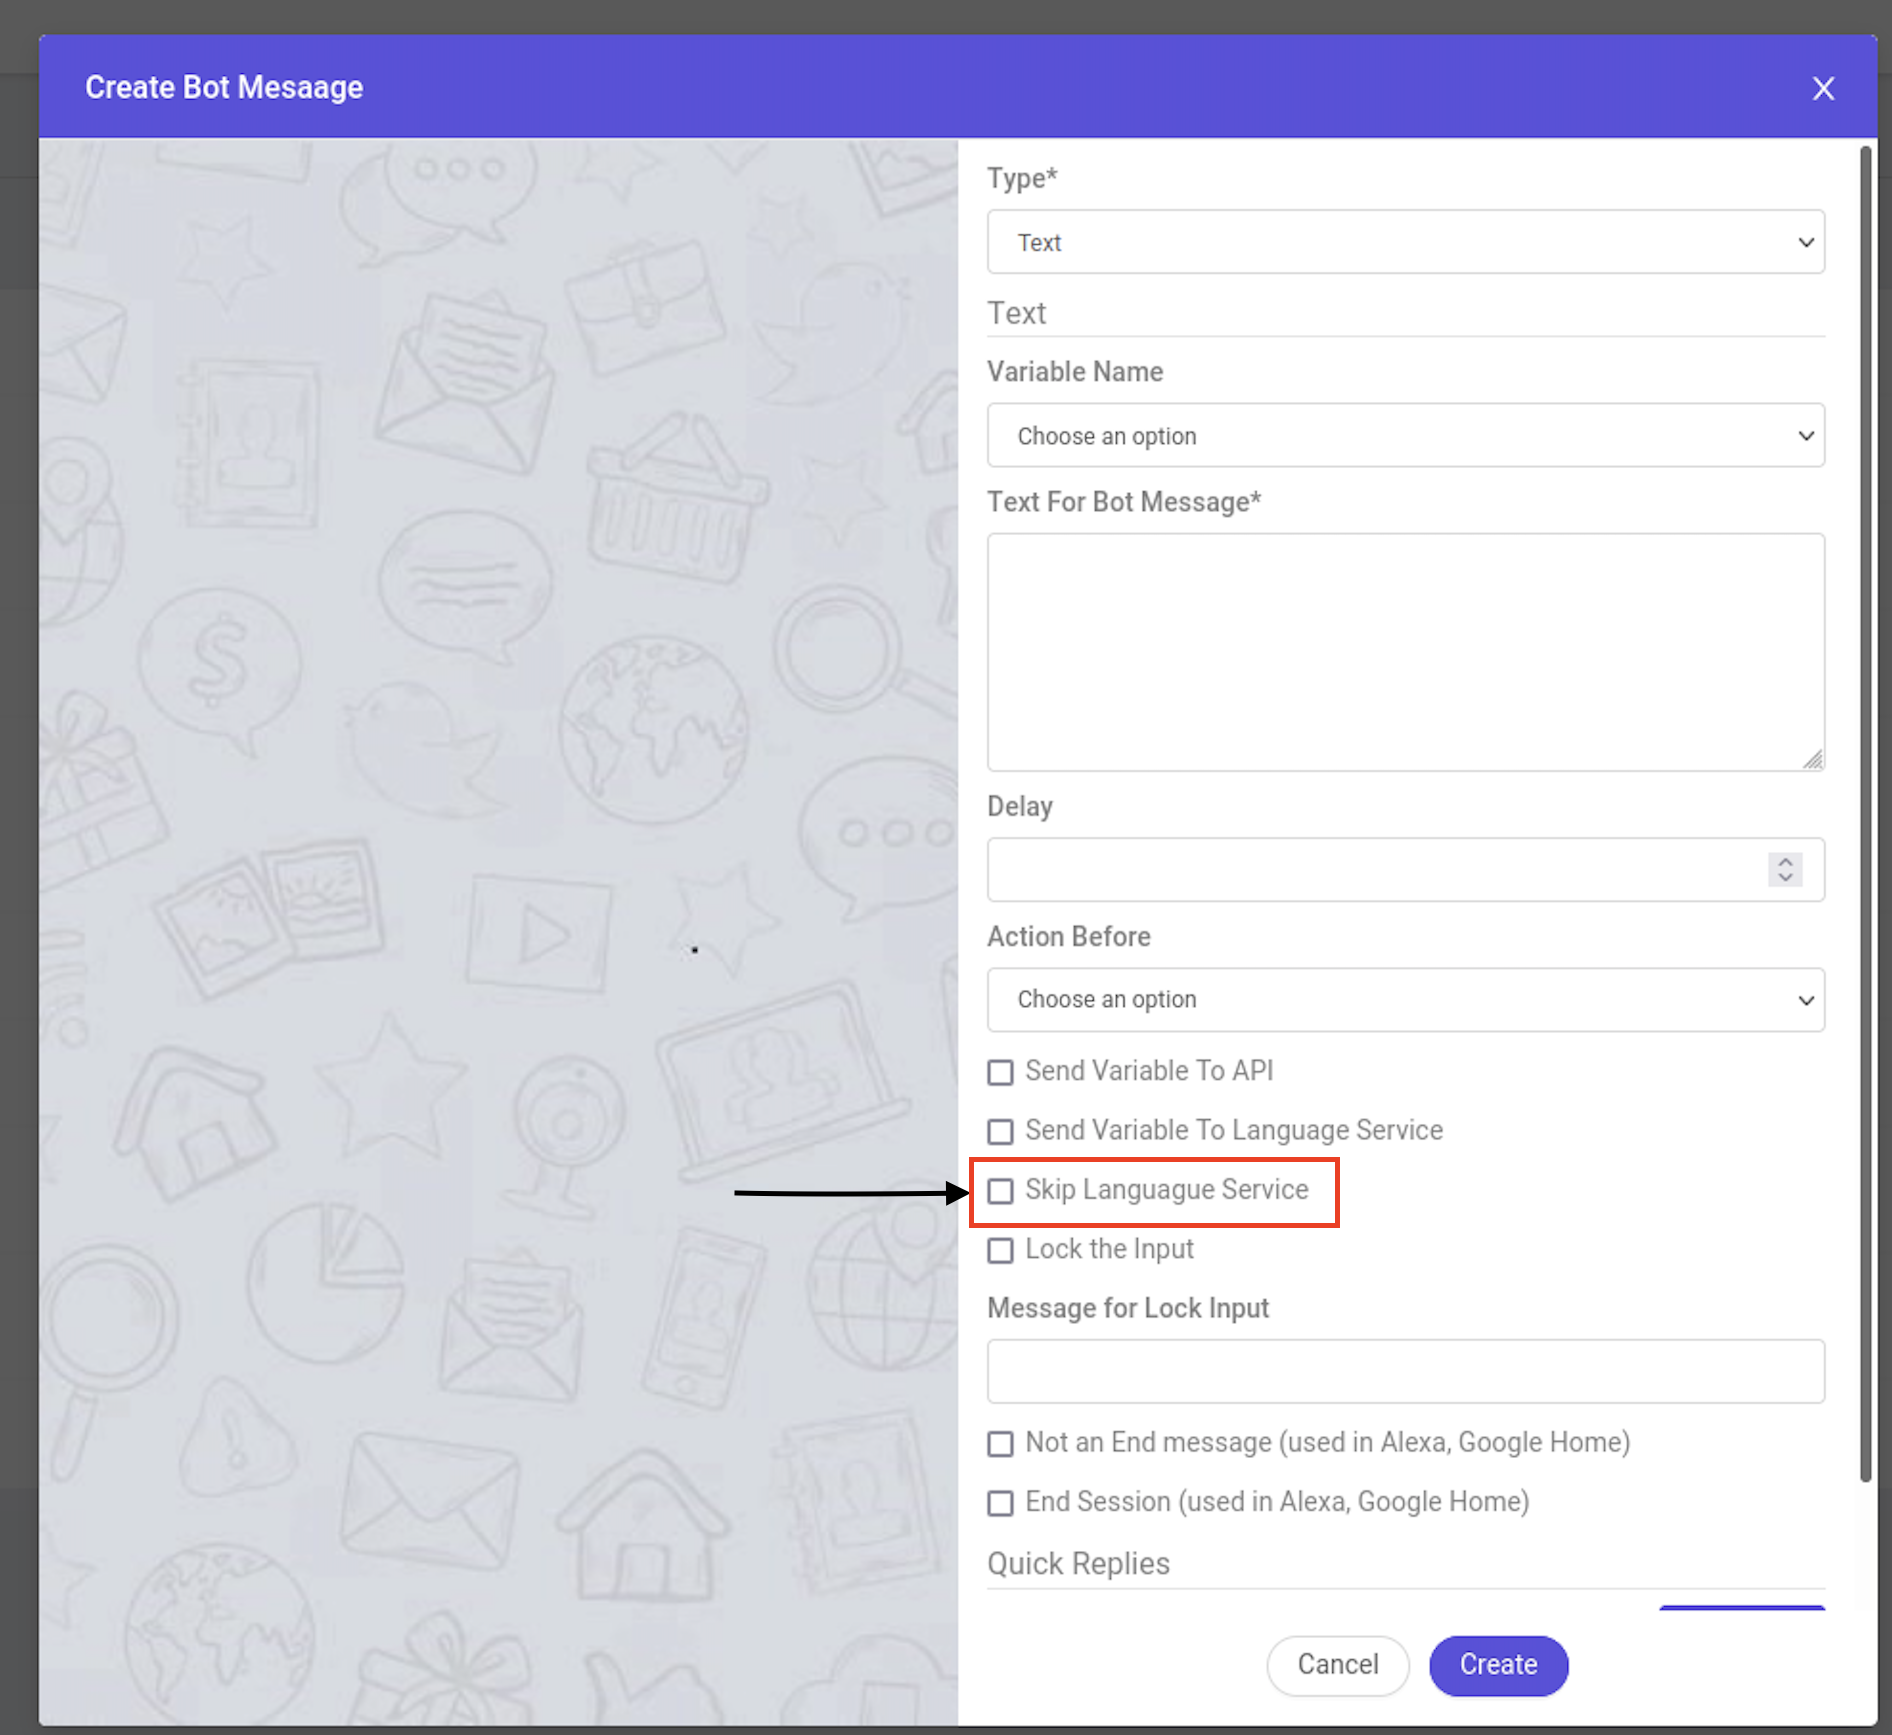 Create Bot Mesaage
X
Type*
Text
Text
Variable Name
Choose an option
Text For Bot Message*
Delay
Action Before
Choose an option
Send Variable To API
Send Variable To Language Service
Skip Languague Service
Lock the Input
Message for Lock Input
Not an End message (used in Alexa, Google Home)
End Session (used in Alexa, Google Home)
Quick Replies
Cancel
Create